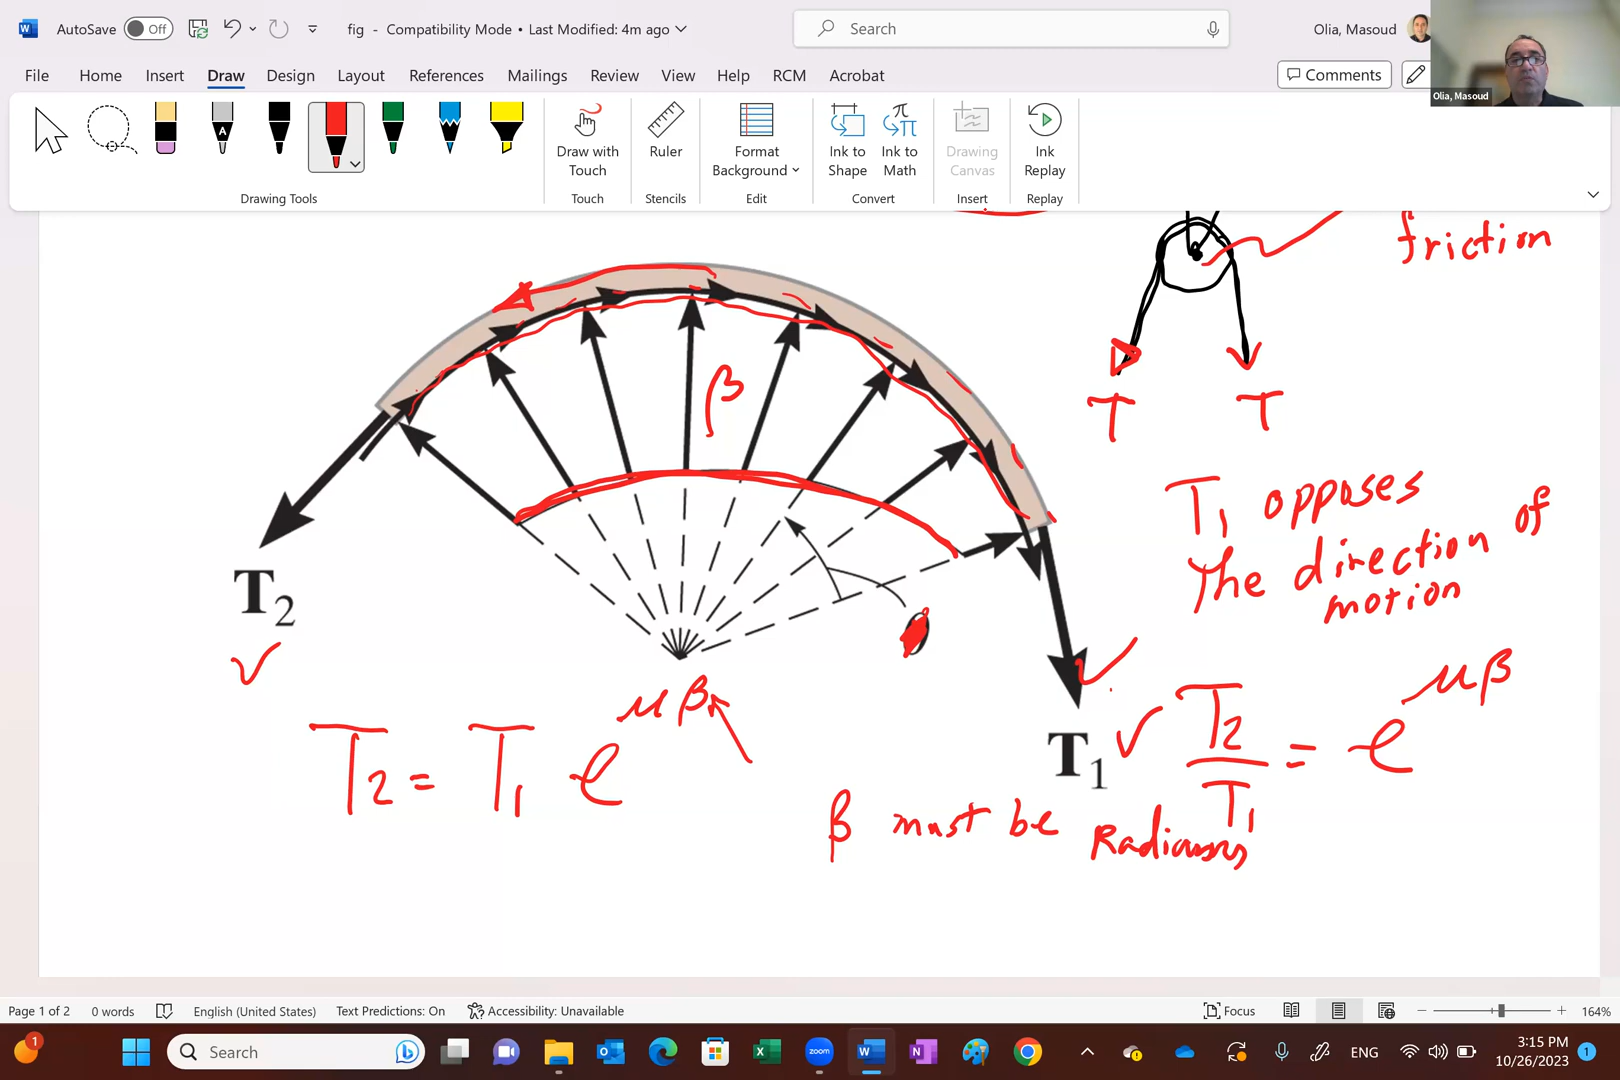 AutoSave Off fig - Compatibility Mode • Last Modified: 4m ago Search Olia, Masoud
File Home Insert Draw Design Layout References Mailings Review View Help RCM Acrobat Comments
Olia, Masoud
Draw with Touch
Ruler
Format Background
Ink to Shape
Ink to Math
Drawing Canvas
Ink Replay
Drawing Tools Touch Stencils Edit Convert Insert Replay
friction
β
T T
T1 opposes
The direction of
motion
T2
θ
T2 = T1 e^μβ
T1
T2/T1 = e^μβ
β must be Radians
Page 1 of 2 0 words English (United States) Text Predictions: On Accessibility: Unavailable Focus 164%
1 Search zoom ENG 3:15 PM
10/26/2023 1